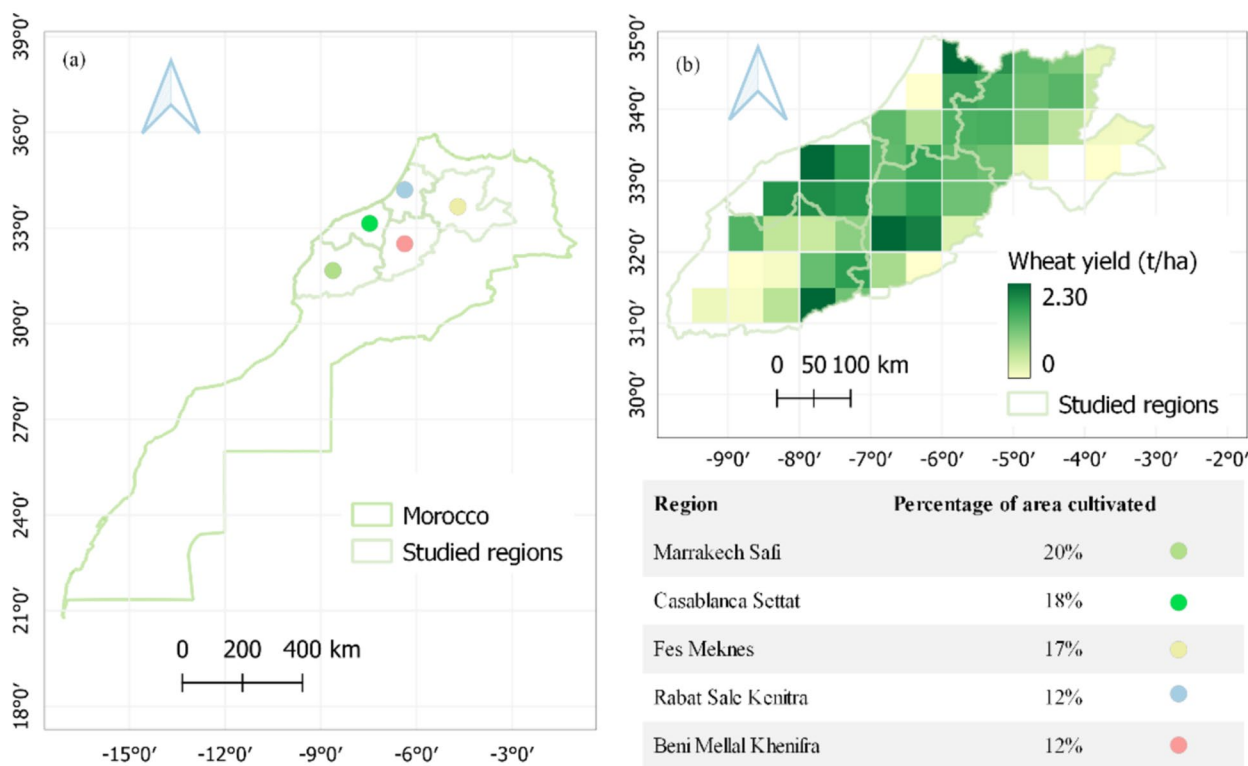 (a)
39°0′
36°0′
33°0′
30°0′
27°0′
24°0′
21°0′
18°0′
-15°0′ -12°0′ -9°0′ -6°0′ -3°0′
Morocco
Studied regions
0 200 400 km
(b)
35°0′
34°0′
33°0′
32°0′
31°0′
30°0′
-9°0′ -8°0′ -7°0′ -6°0′ -5°0′ -4°0′ -3°0′ -2°0′
Wheat yield (t/ha)
2.30
0
Studied regions
0 50 100 km
Region Percentage of area cultivated
Marrakech Safi 20%
Casablanca Settat 18%
Fes Meknes 17%
Rabat Sale Kenitra 12%
Beni Mellal Khenifra 12%